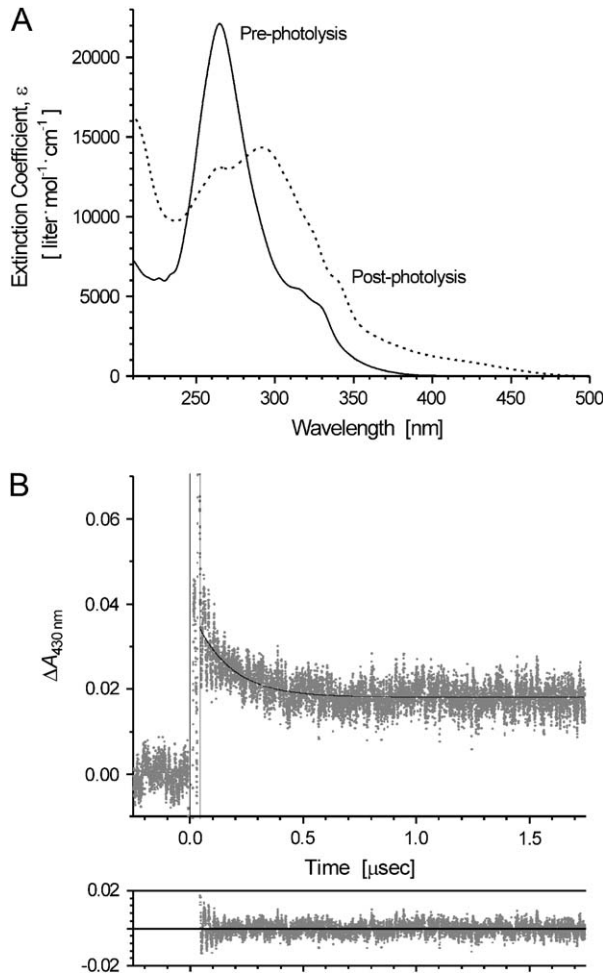 A
Extinction Coefficient, ε
[ liter·mol⁻¹·cm⁻¹ ]
20000
15000
10000
5000
0
Pre-photolysis
Post-photolysis
250 300 350 400 450 500
Wavelength [nm]
B
ΔA430 nm
0.06
0.04
0.02
0.00
0.0 0.5 1.0 1.5
Time [μsec]
0.02
-0.02